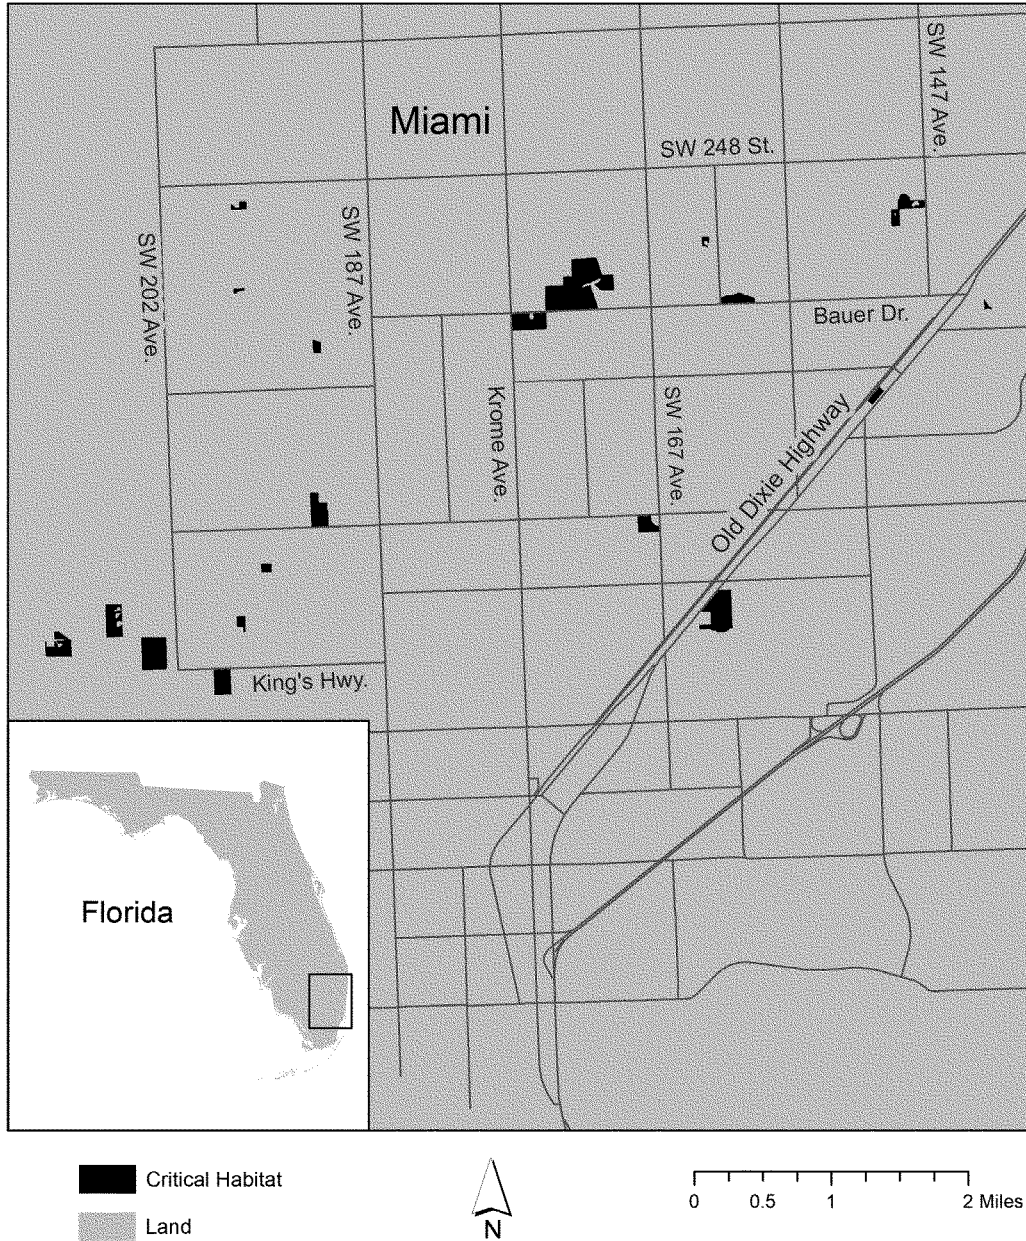 SW 147 Ave.
Miami
SW 248 St.
SW 202 Ave.
SW 187 Ave.
Bauer Dr.
Krome Ave.
SW 167 Ave.
Old Dixie Highway
King's Hwy.
Florida
Critical Habitat
Land
N
0 0.5 1 2 Miles